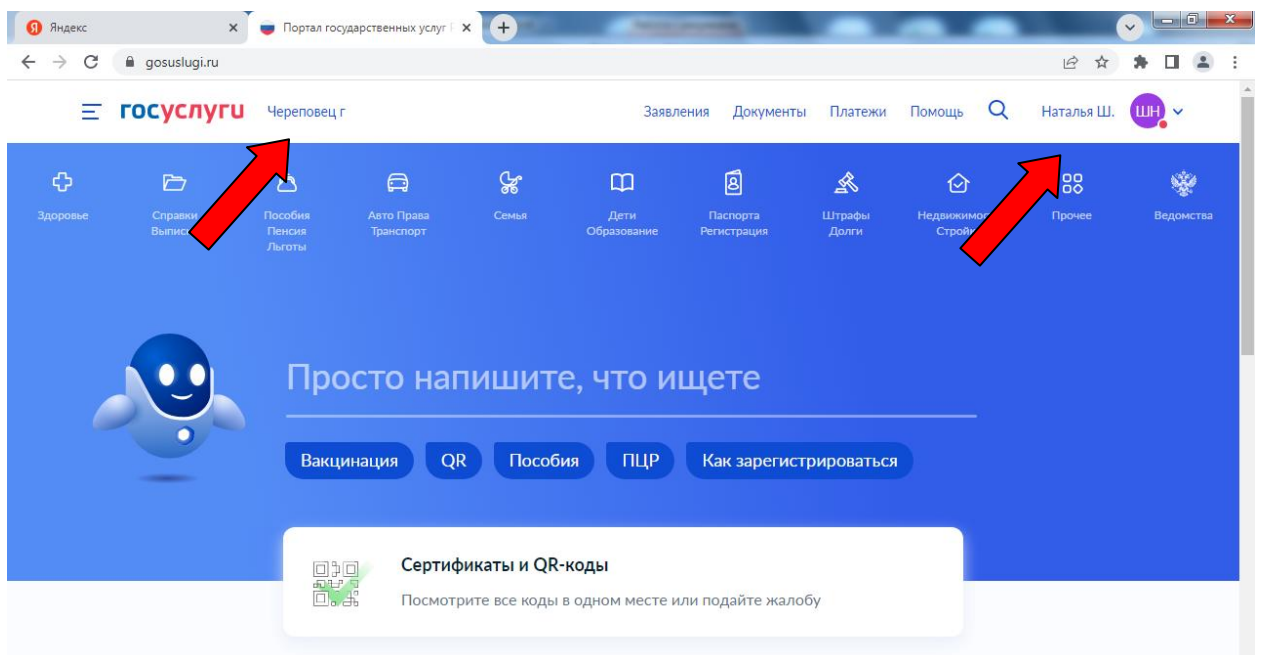 Яндекс
Портал государственных услуг
gosuslugi.ru
госуслуги Череповец г Заявления Документы Платежи Помощь Наталья Ш. ШН
Здоровье
Справки
Пособия
Пенсия
Льготы
Авто Права
Транспорт
Семья
Дети
Образование
Паспорта
Регистрация
Штрафы
Долги
Прочее
Ведомства
Просто напишите, что ищете
Вакцинация QR Пособия ПЦР Как зарегистрироваться
Сертификаты и QR-коды
Посмотрите все коды в одном месте или подайте жалобу